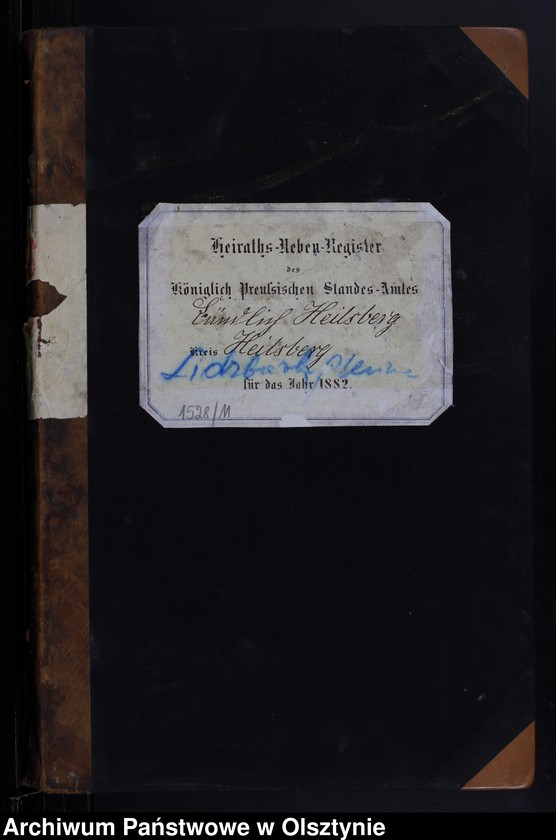 Heiraths-Neben-Register
des
Königlich Preußischen Standes-Amtes
Ländlich Heilsberg
Kreis Heilsberg
Lidzbark
für das Jahr 1882.
1528/M
Archiwum Państwowe w Olsztynie